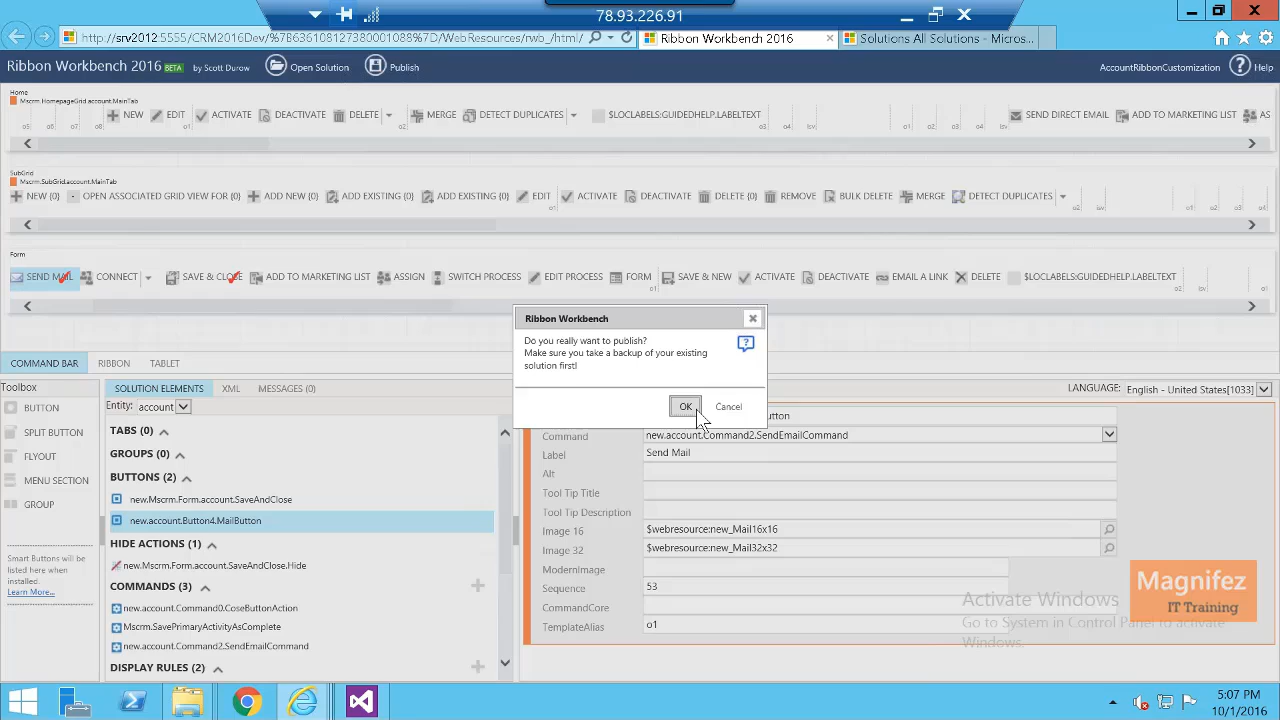 78.93.226.91
http://srv2012:5555/CRM2016Dev/%7B636108127380001088%7D/WebResources/rwb_/html/
Ribbon Workbench 2016
Solutions All Solutions - Micros...
Ribbon Workbench 2016 BETA by Scott Durow
Open Solution
Publish
AccountRibbonCustomization
Help
Home
Mscrm.HomepageGrid.account.MainTab
NEW EDIT ACTIVATE DEACTIVATE DELETE MERGE DETECT DUPLICATES $LOCLABELS:GUIDEHELP.LABELTEXT SEND DIRECT EMAIL ADD TO MARKETING LIST AS
SubGrid
Mscrm.SubGrid.account.MainTab
NEW {0} OPEN ASSOCIATED GRID VIEW FOR {0} ADD NEW {0} ADD EXISTING {0} ADD EXISTING {0} EDIT ACTIVATE DEACTIVATE DELETE {0} REMOVE BULK DELETE MERGE DETECT DUPLICATES
Form
SEND MAIL CONNECT SAVE & CLOSE ADD TO MARKETING LIST ASSIGN SWITCH PROCESS EDIT PROCESS FORM SAVE & NEW ACTIVATE DEACTIVATE EMAIL A LINK DELETE $LOCLABELS:GUIDEDHELP.LABELTEXT
Ribbon Workbench
Do you really want to publish?
Make sure you take a backup of your existing
solution first!
OK
Cancel
COMMAND BAR RIBBON TABLET
Toolbox
BUTTON
SPLIT BUTTON
FLYOUT
MENU SECTION
GROUP
Smart Buttons will be
listed here when
installed.
Learn More...
SOLUTION ELEMENTS XML MESSAGES (0)
Entity: account
TABS (0)
GROUPS (0)
BUTTONS (2)
new.Mscrm.Form.account.SaveAndClose
new.account.Button4.MailButton
HIDE ACTIONS (1)
new.Mscrm.Form.account.SaveAndClose.Hide
COMMANDS (3)
new.account.Command0.CoseButtonAction
Mscrm.SavePrimaryActivityAsComplete
new.account.Command2.SendEmailCommand
DISPLAY RULES (2)
LANGUAGE: English - United States[1033]
Command new.account.Command2.SendEmailCommand
Label Send Mail
Alt
Tool Tip Title
Tool Tip Description
Image 16 $webresource:new_Mail16x16
Image 32 $webresource:new_Mail32x32
ModernImage
Sequence 53
CommandCore
TemplateAlias o1
Activate Windows
Go to System in Control Panel to activate
Windows.
Magnifez
IT Training
5:07 PM
10/1/2016